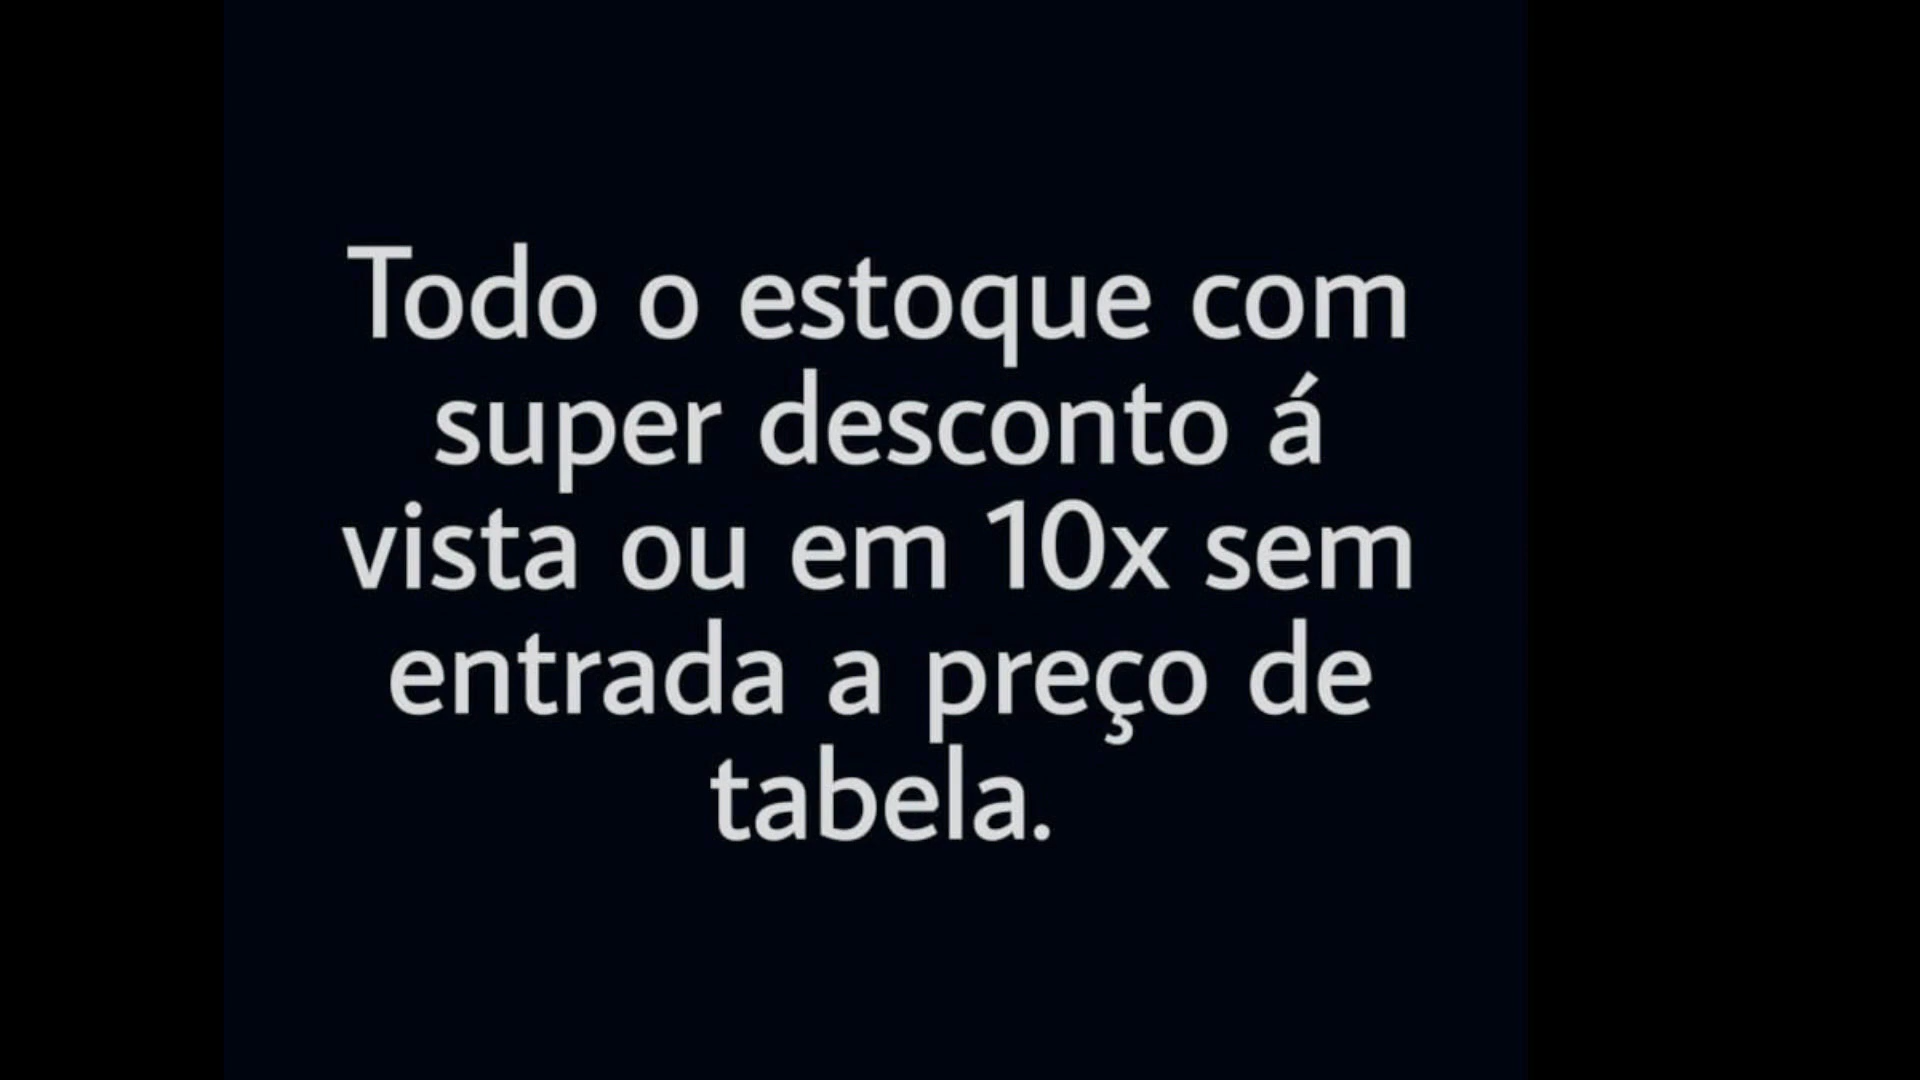 Todo o estoque com
super desconto á
vista ou em 10x sem
entrada a preço de
tabela.